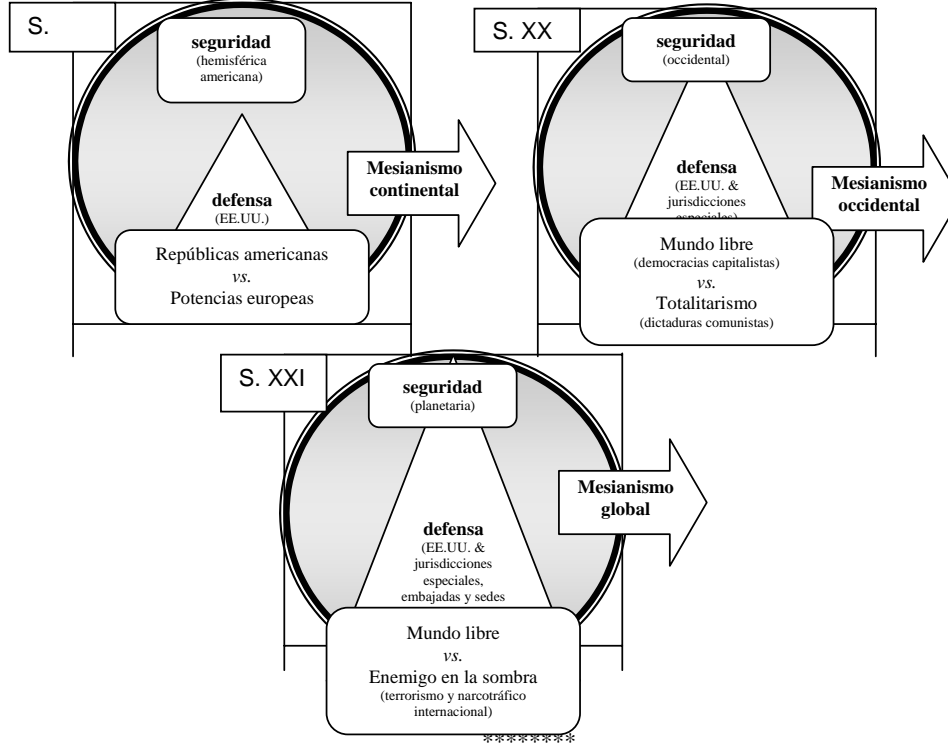 S.
seguridad
(hemisférica
americana)
defensa
(EE.UU.)
Repúblicas americanas
vs.
Potencias europeas
Mesianismo
continental
S. XX
seguridad
(occidental)
defensa
(EE.UU. &
jurisdicciones
especiales)
Mundo libre
(democracias capitalistas)
vs.
Totalitarismo
(dictaduras comunistas)
Mesianismo
occidental
S. XXI
seguridad
(planetaria)
defensa
(EE.UU. &
jurisdicciones
especiales,
embajadas y sedes
Mundo libre
vs.
Enemigo en la sombra
(terrorismo y narcotráfico
internacional)
Mesianismo
global
********